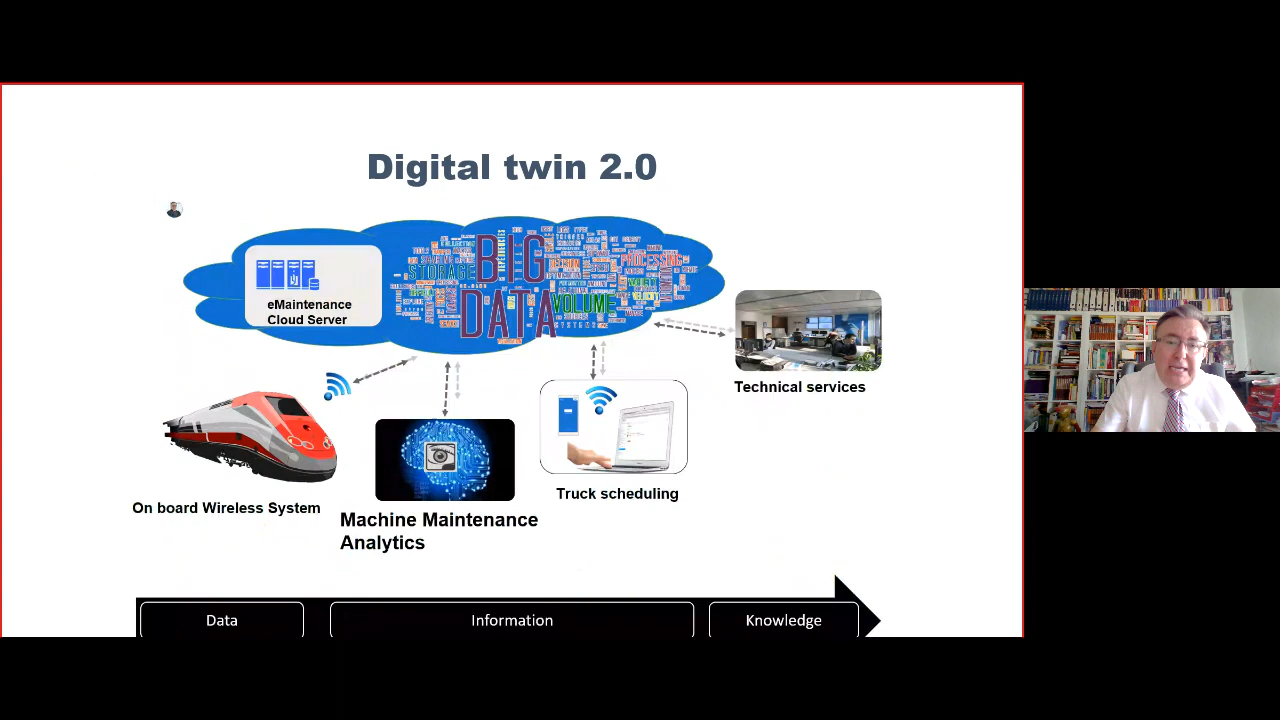 Digital twin 2.0
eMaintenance
Cloud Server
STORAGE
BIG
DATA
VOLUME
PROCESSING
VELOCITY
Technical services
On board Wireless System
Machine Maintenance
Analytics
Truck scheduling
Data
Information
Knowledge